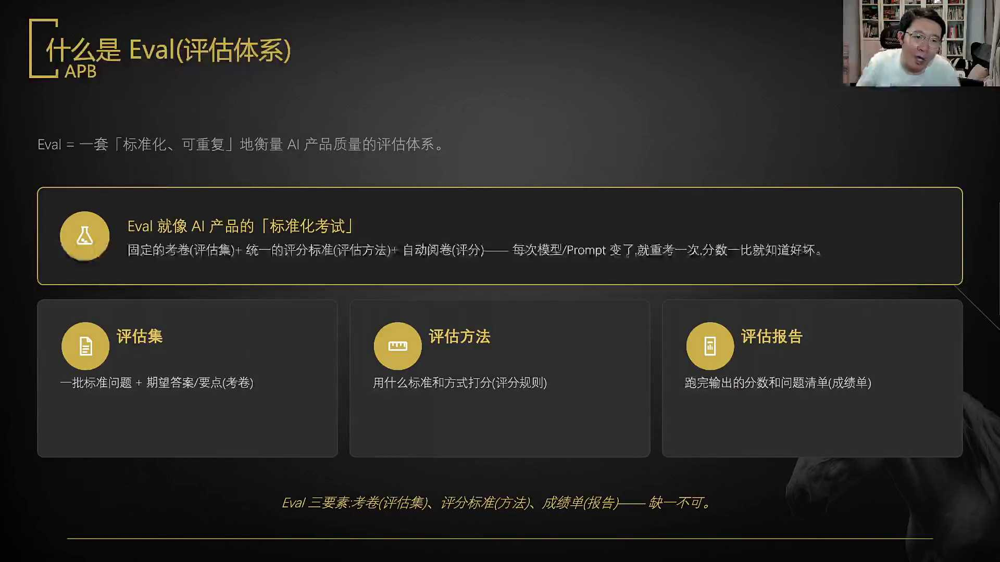 什么是 Eval(评估体系)
APB
Eval = 一套「标准化、可重复」地衡量 AI 产品质量的评估体系。
Eval 就像 AI 产品的「标准化考试」
固定的考卷(评估集)+ 统一的评分标准(评估方法)+ 自动阅卷(评分)—— 每次模型/Prompt 变了,就重考一次,分数一比就知道好坏。
评估集
一批标准问题 + 期望答案/要点(考卷)
评估方法
用什么标准和方式打分(评分规则)
评估报告
跑完输出的分数和问题清单(成绩单)
Eval 三要素:考卷(评估集)、评分标准(方法)、成绩单(报告)—— 缺一不可。